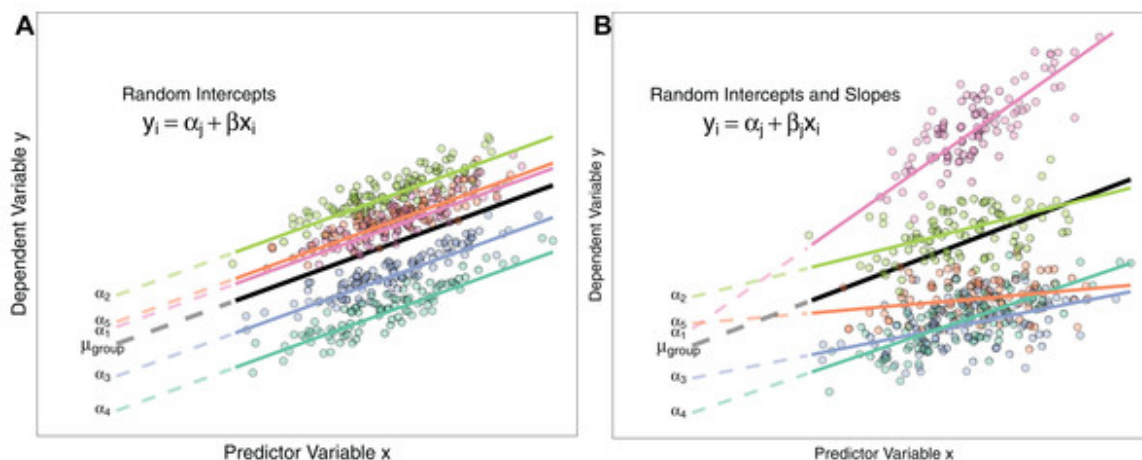 A
Random Intercepts
yᵢ = αⱼ + βxᵢ
Dependent Variable y
α₂
α₅
α₁
μgroup
α₃
α₄
Predictor Variable x
B
Random Intercepts and Slopes
yᵢ = αⱼ + βⱼxᵢ
Dependent Variable y
α₂
α₅
α₁
μgroup
α₃
α₄
Predictor Variable x